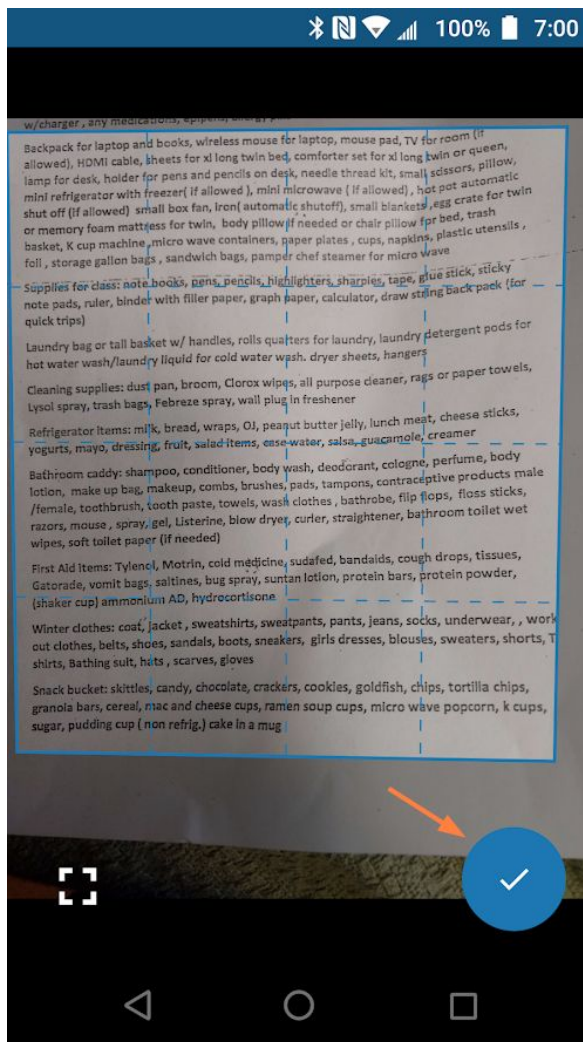 100% 7:00
w/charger , any medications, epipens, allergy
Backpack for laptop and books, wireless mouse for laptop, mouse pad, TV for room (if
allowed), HDMI cable, sheets for xl long twin bed, comforter set for xl long twin or queen,
lamp for desk, holder for pens and pencils on desk, needle thread kit, small scissors, pillow,
mini refrigerator with freezer( if allowed ), mini microwave ( if allowed) , hot pot automatic
shut off (if allowed) small box fan, iron( automatic shutoff), small blankets ,egg crate for twin
or memory foam mattress for twin, body pillow if needed or chair pillow for bed, trash
basket, K cup machine ,micro wave containers, paper plates , cups, napkins, plastic utensils ,
foil , storage gallon bags , sandwich bags, pamper chef steamer for micro wave
Supplies for class: note books, pens, pencils, highlighters, sharpies, tape, glue stick, sticky
note pads, ruler, binder with filler paper, graph paper, calculator, draw string back pack (for
quick trips)
Laundry bag or tall basket w/ handles, rolls quarters for laundry, laundry detergent pods for
hot water wash/laundry liquid for cold water wash. dryer sheets, hangers
Cleaning supplies: dust pan, broom, Clorox wipes, all purpose cleaner, rags or paper towels,
Lysol spray, trash bags, Febreze spray, wall plug in freshener
Refrigerator items: milk, bread, wraps, OJ, peanut butter jelly, lunch meat, cheese sticks,
yogurts, mayo, dressing, fruit, salad items, case water, salsa, guacamole, creamer
Bathroom caddy: shampoo, conditioner, body wash, deodorant, cologne, perfume, body
lotion, make up bag, makeup, combs, brushes, pads, tampons, contraceptive products male
/female, toothbrush, tooth paste, towels, wash clothes , bathrobe, flip flops, floss sticks,
razors, mouse , spray, gel, Listerine, blow dryer, curler, straightener, bathroom toilet wet
wipes, soft toilet paper (if needed)
First Aid items: Tylenol, Motrin, cold medicine, sudafed, bandaids, cough drops, tissues,
Gatorade, vomit bags, saltines, bug spray, suntan lotion, protein bars, protein powder,
(shaker cup) ammonium AD, hydrocortisone
Winter clothes: coat, jacket , sweatshirts, sweatpants, pants, jeans, socks, underwear, , work
out clothes, belts, shoes, sandals, boots, sneakers, girls dresses, blouses, sweaters, shorts, T
shirts, Bathing suit, hats , scarves, gloves
Snack bucket: skittles, candy, chocolate, crackers, cookies, goldfish, chips, tortilla chips,
granola bars, cereal, mac and cheese cups, ramen soup cups, micro wave popcorn, k cups,
sugar, pudding cup ( non refrig.) cake in a mug